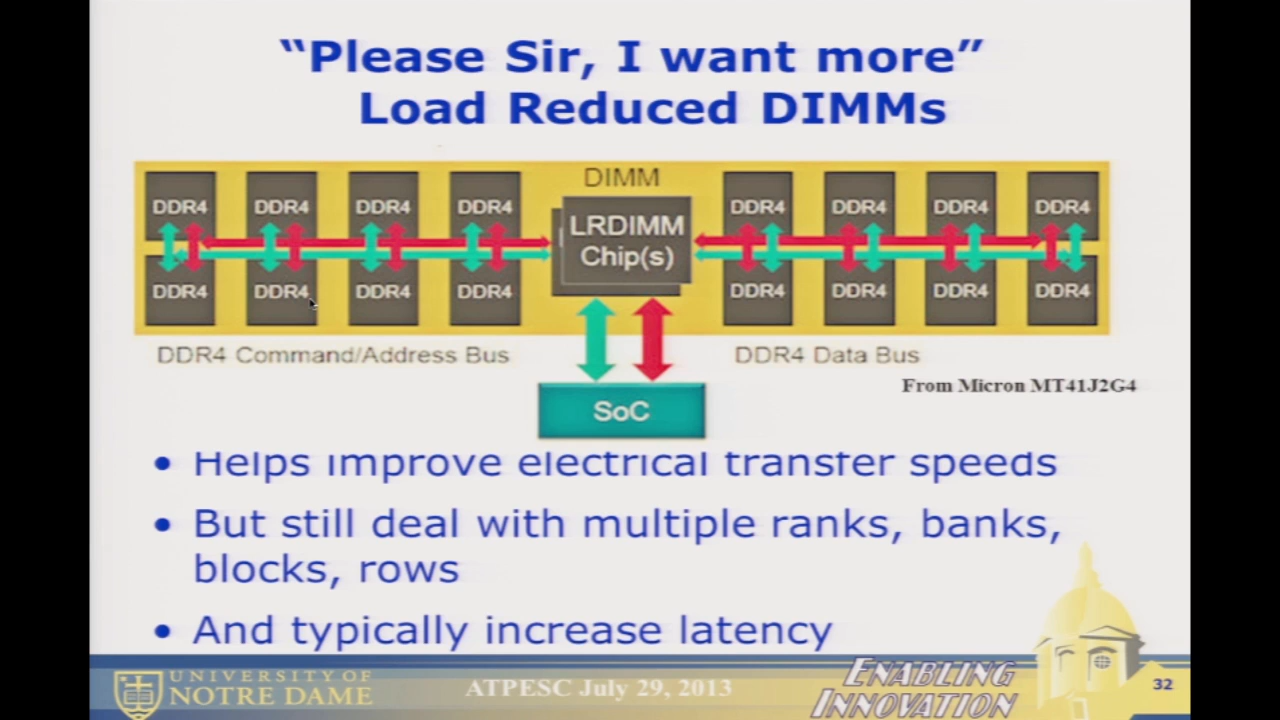 “Please Sir, I want more”
Load Reduced DIMMs
DIMM
DDR4 DDR4 DDR4 DDR4 LRDIMM DDR4 DDR4 DDR4 DDR4
Chip(s)
DDR4 DDR4 DDR4 DDR4 DDR4 DDR4 DDR4 DDR4
DDR4 Command/Address Bus DDR4 Data Bus
From Micron MT41J2G4
SoC
• Helps improve electrical transfer speeds
• But still deal with multiple ranks, banks,
blocks, rows
• And typically increase latency
UNIVERSITY OF
NOTRE DAME
ATPESC July 29, 2013
ENABLING
INNOVATION
32